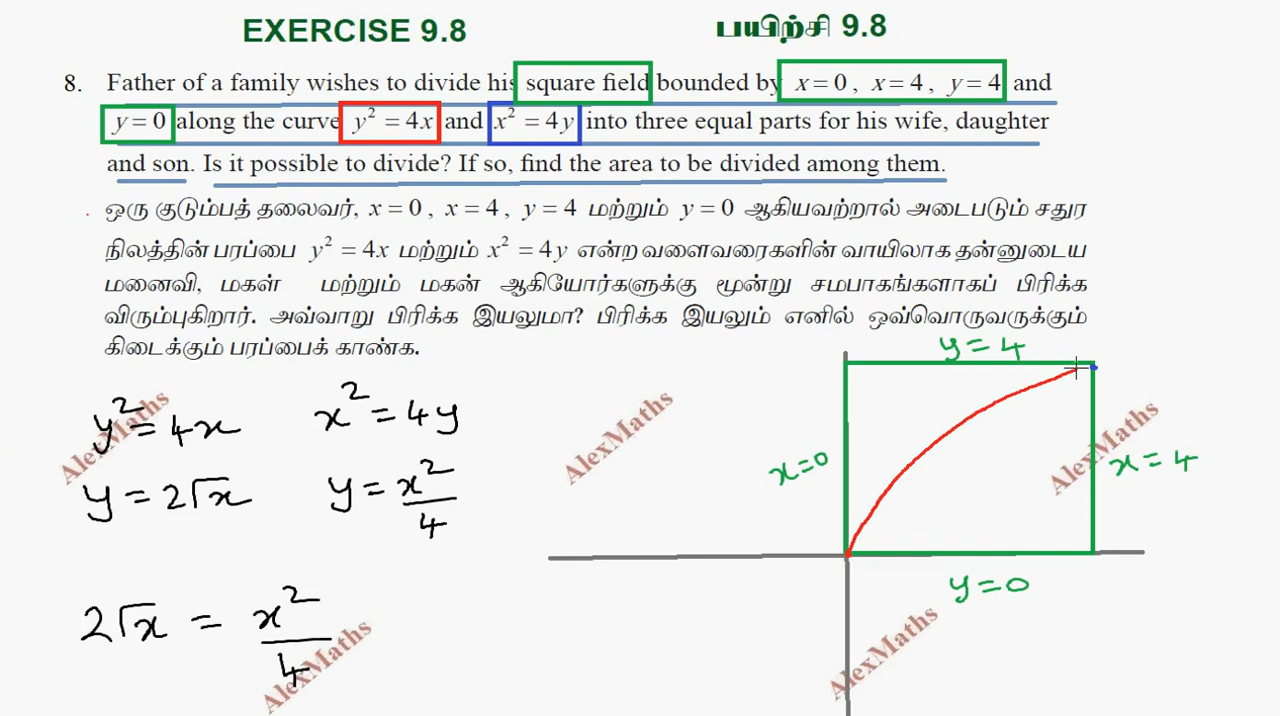 EXERCISE 9.8
பயிற்சி 9.8
8. Father of a family wishes to divide his square field bounded by x = 0, x = 4, y = 4 and
y = 0 along the curve y² = 4x and x² = 4y into three equal parts for his wife, daughter
and son. Is it possible to divide? If so, find the area to be divided among them.
ஒரு குடும்பத் தலைவர், x = 0, x = 4, y = 4 மற்றும் y = 0 ஆகியவற்றால் அடைபடும் சதுர
நிலத்தின் பரப்பை y² = 4x மற்றும் x² = 4y என்ற வளைவரைகளின் வாயிலாக தன்னுடைய
மனைவி, மகள் மற்றும் மகன் ஆகியோர்களுக்கு மூன்று சமபாகங்களாகப் பிரிக்க
விரும்புகிறார். அவ்வாறு பிரிக்க இயலுமா? பிரிக்க இயலும் எனில் ஒவ்வொருவருக்கும்
கிடைக்கும் பரப்பைக் காண்க.
y = 4
y² = 4x
x² = 4y
AlexMaths
AlexMaths
AlexMaths
x=0
x = 4
y = 2√x
y = x²/4
y = 0
2√x = x²/4
AlexMaths
AlexMaths